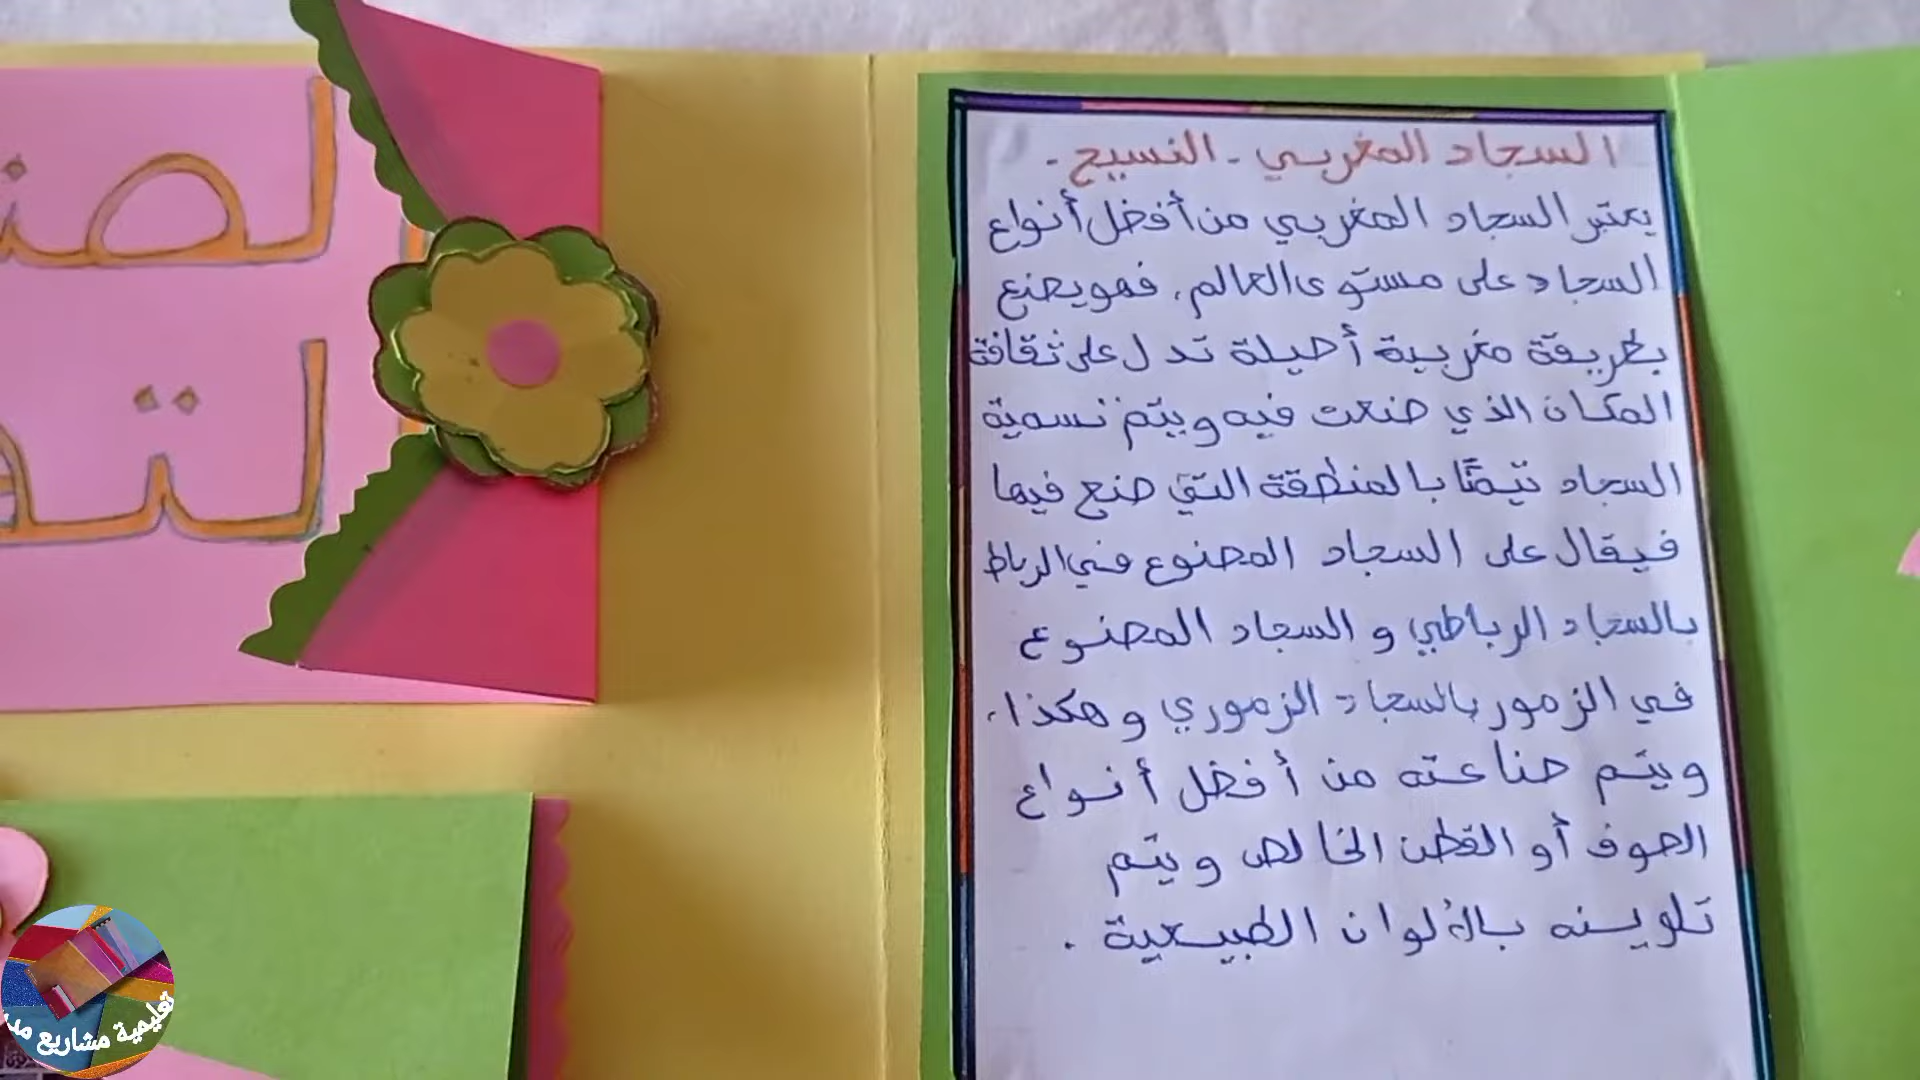 السجاد المغربي - النسيج -
يعتبر السجاد المغربي من أفضل أنواع
السجاد على مستوى العالم، فهو يصنع
بطريقة مغربية أصيلة تدل على ثقافة
المكان الذي صنعت فيه ويتم تسمية
السجاد تيمنًا بالمنطقة التي صنع فيها
فيقال على السجاد المصنوع في الرباط
بالسجاد الرباطي و السجاد المصنوع
في الزمور بالسجاد الزموري وهكذا.
ويتم صناعته من أفضل أنواع
الصوف أو القطن الخالص ويتم
تلوينه بالألوان الطبيعية.
تعليمية مشاريع